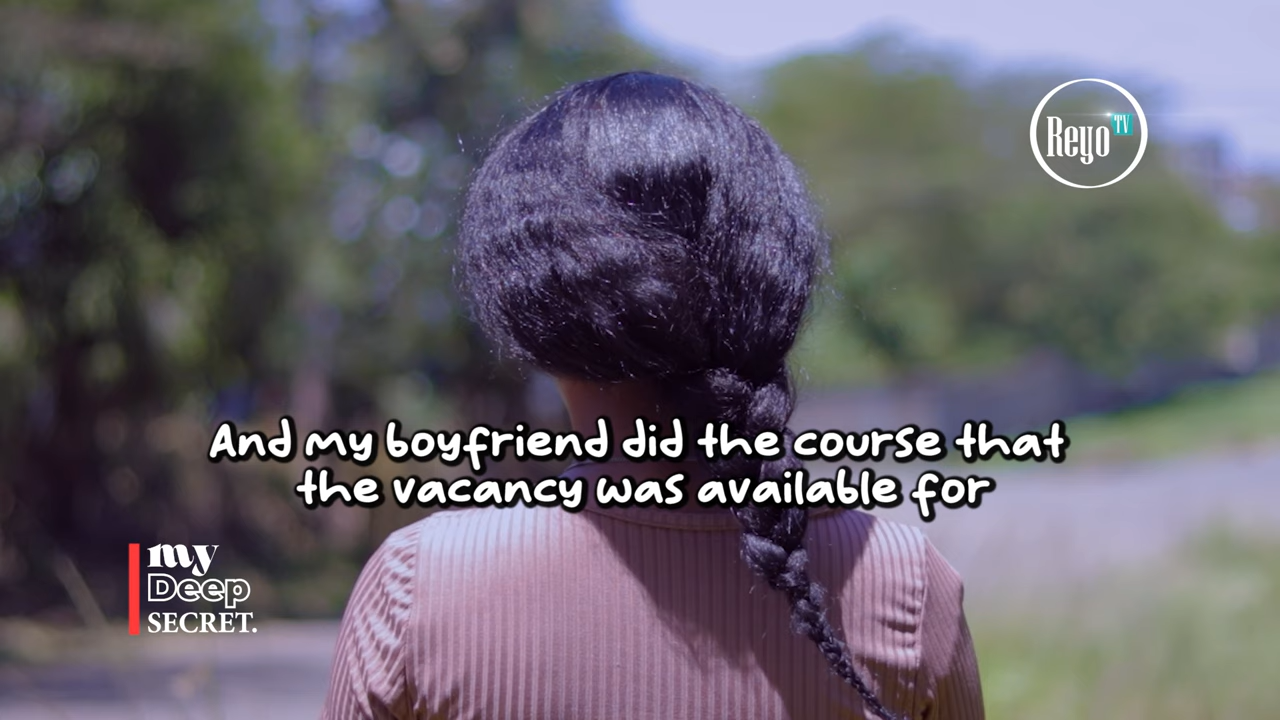 Reyo TV
And my boyfriend did the course that
the vacancy was available for
my
Deep
SECRET.